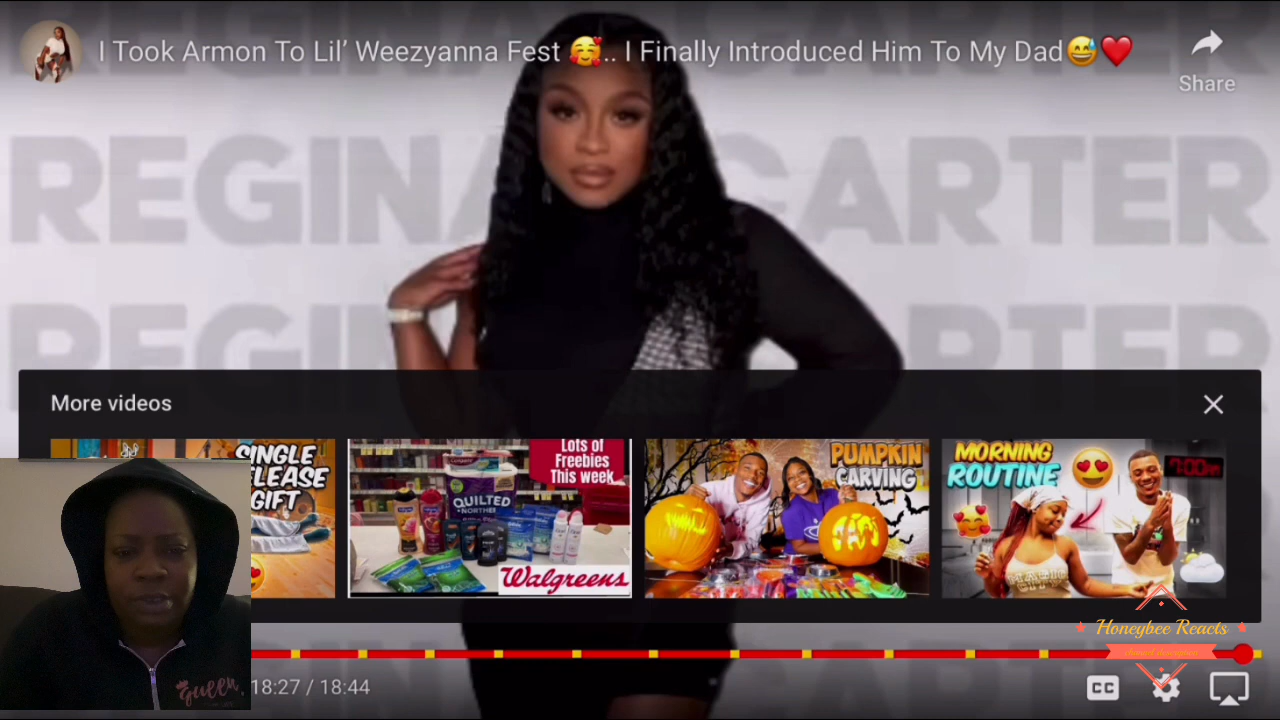 I Took Armon To Lil’ Weezyanna Fest 🥰.. I Finally Introduced Him To My Dad😅❤️
Share
REGINA CARTER
More videos
SINGLE
GIFT
Lots of
Freebies
This week
QUILTED
NORTHERN
Walgreens
PUMPKIN
CARVING
MORNING
ROUTINE
7:00
Honeybee Reacts
queen
18:27 / 18:44
CC